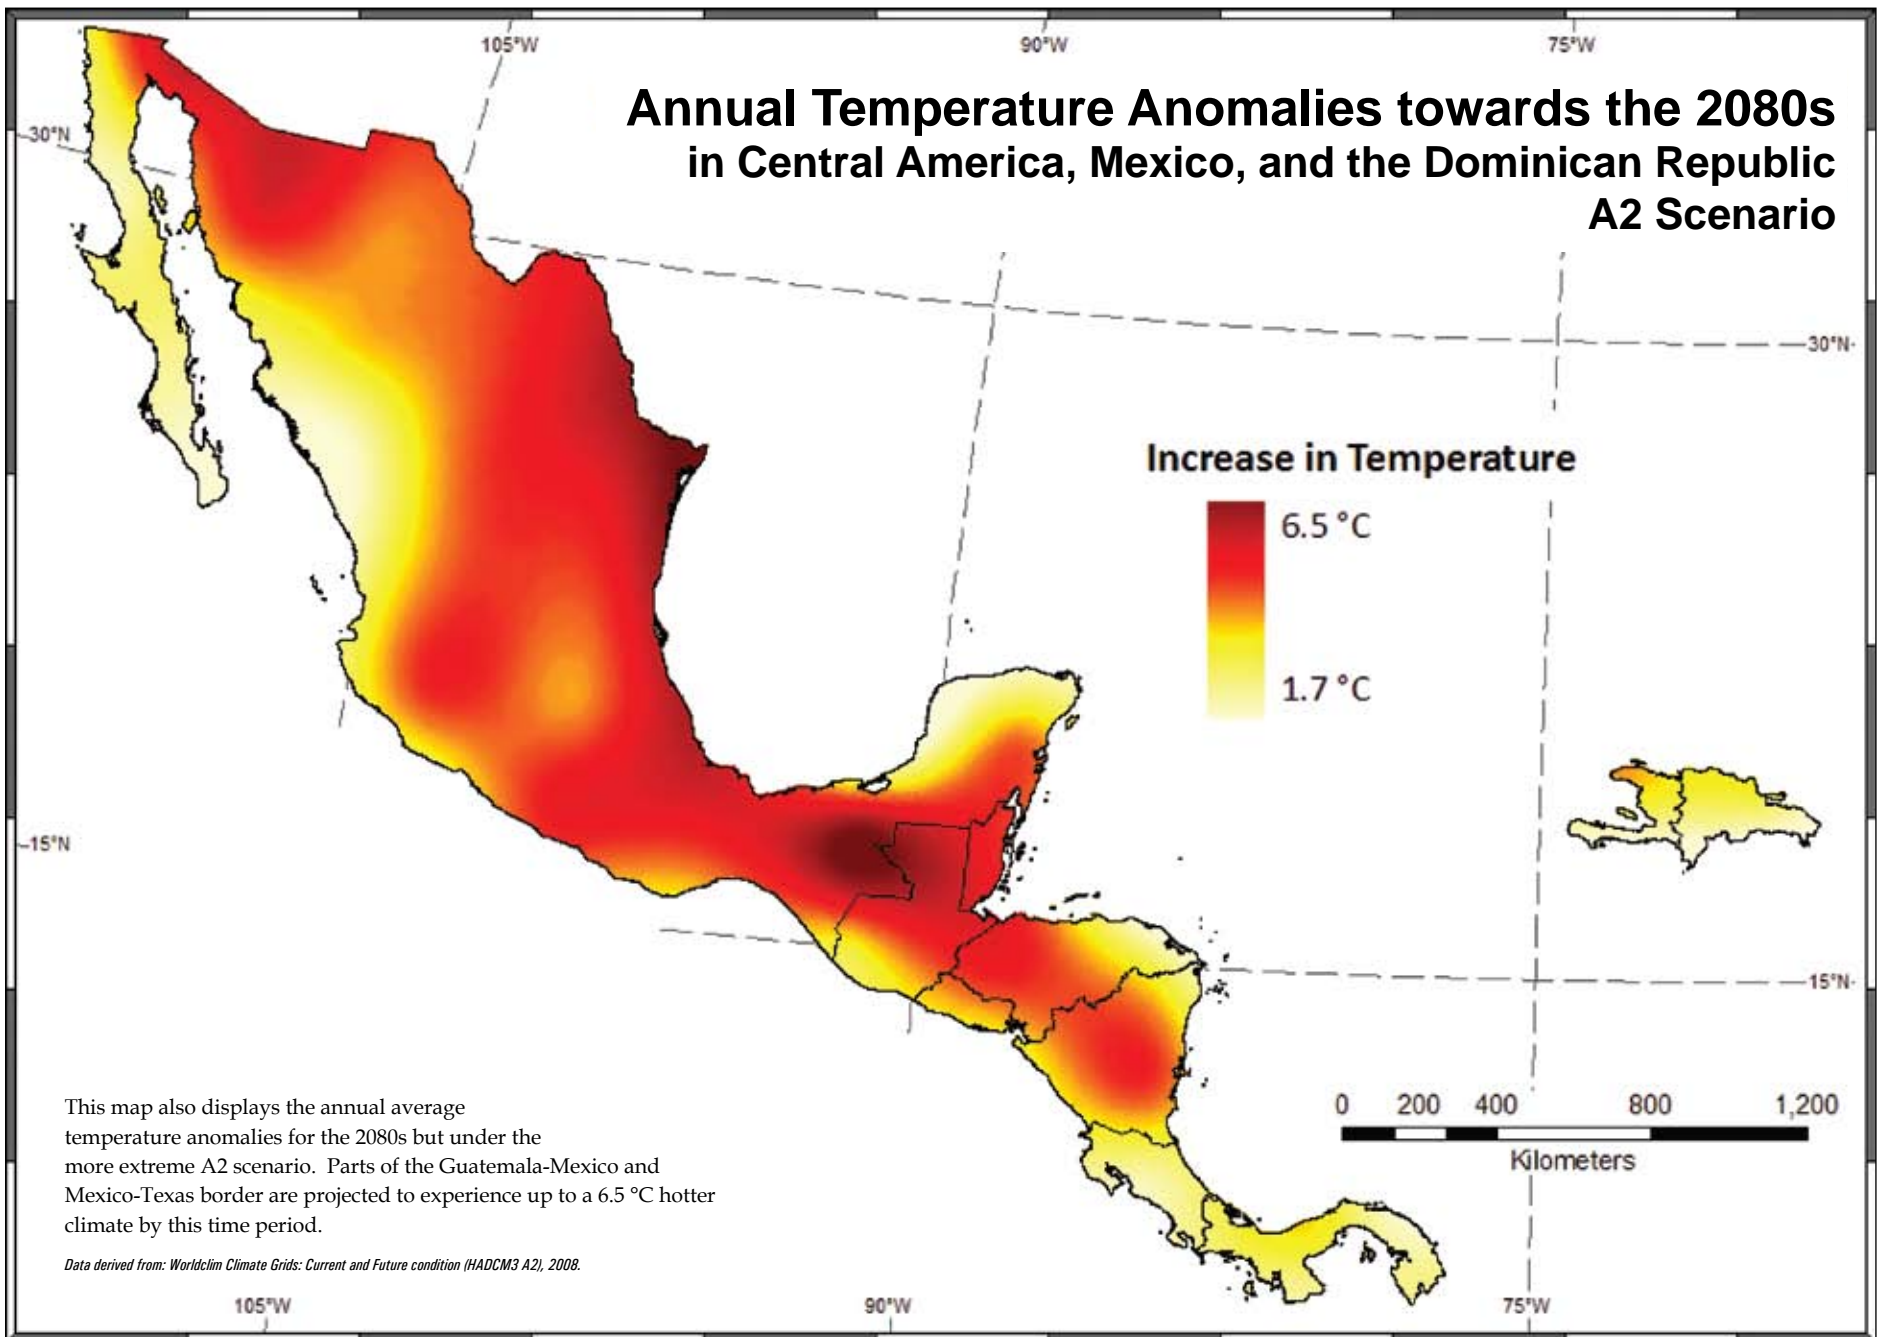 105°W
90°W
75°W
Annual Temperature Anomalies towards the 2080s
in Central America, Mexico, and the Dominican Republic
A2 Scenario
30°N
30°N
Increase in Temperature
6.5 °C
1.7 °C
15°N
15°N
0 200 400 800 1,200
Kilometers
This map also displays the annual average
temperature anomalies for the 2080s but under the
more extreme A2 scenario. Parts of the Guatemala-Mexico and
Mexico-Texas border are projected to experience up to a 6.5 °C hotter
climate by this time period.
Data derived from: Worldclim Climate Grids: Current and Future condition (HADCM3 A2), 2008.
105°W
90°W
75°W